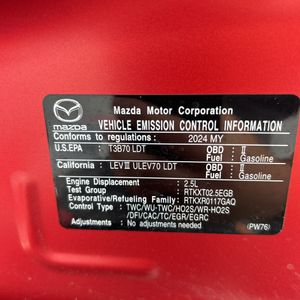 Mazda Motor Corporation
mazda VEHICLE EMISSION CONTROL INFORMATION
Conforms to regulations: 2024 MY
U.S.EPA : T3B70 LDT OBD : II
Fuel : Gasoline
California : LEVIII ULEV70 LDT OBD : II
Fuel : Gasoline
Engine Displacement : 2.5L
Test Group : RTKXT02.5EGB
Evaporative/Refueling Family : RTKXR0117GAQ
Control Type : TWC/WU-TWC/HO2S/WR-HO2S
/DFI/CAC/TC/EGR/EGRC
Adjustments : No adjustments needed (PW76)